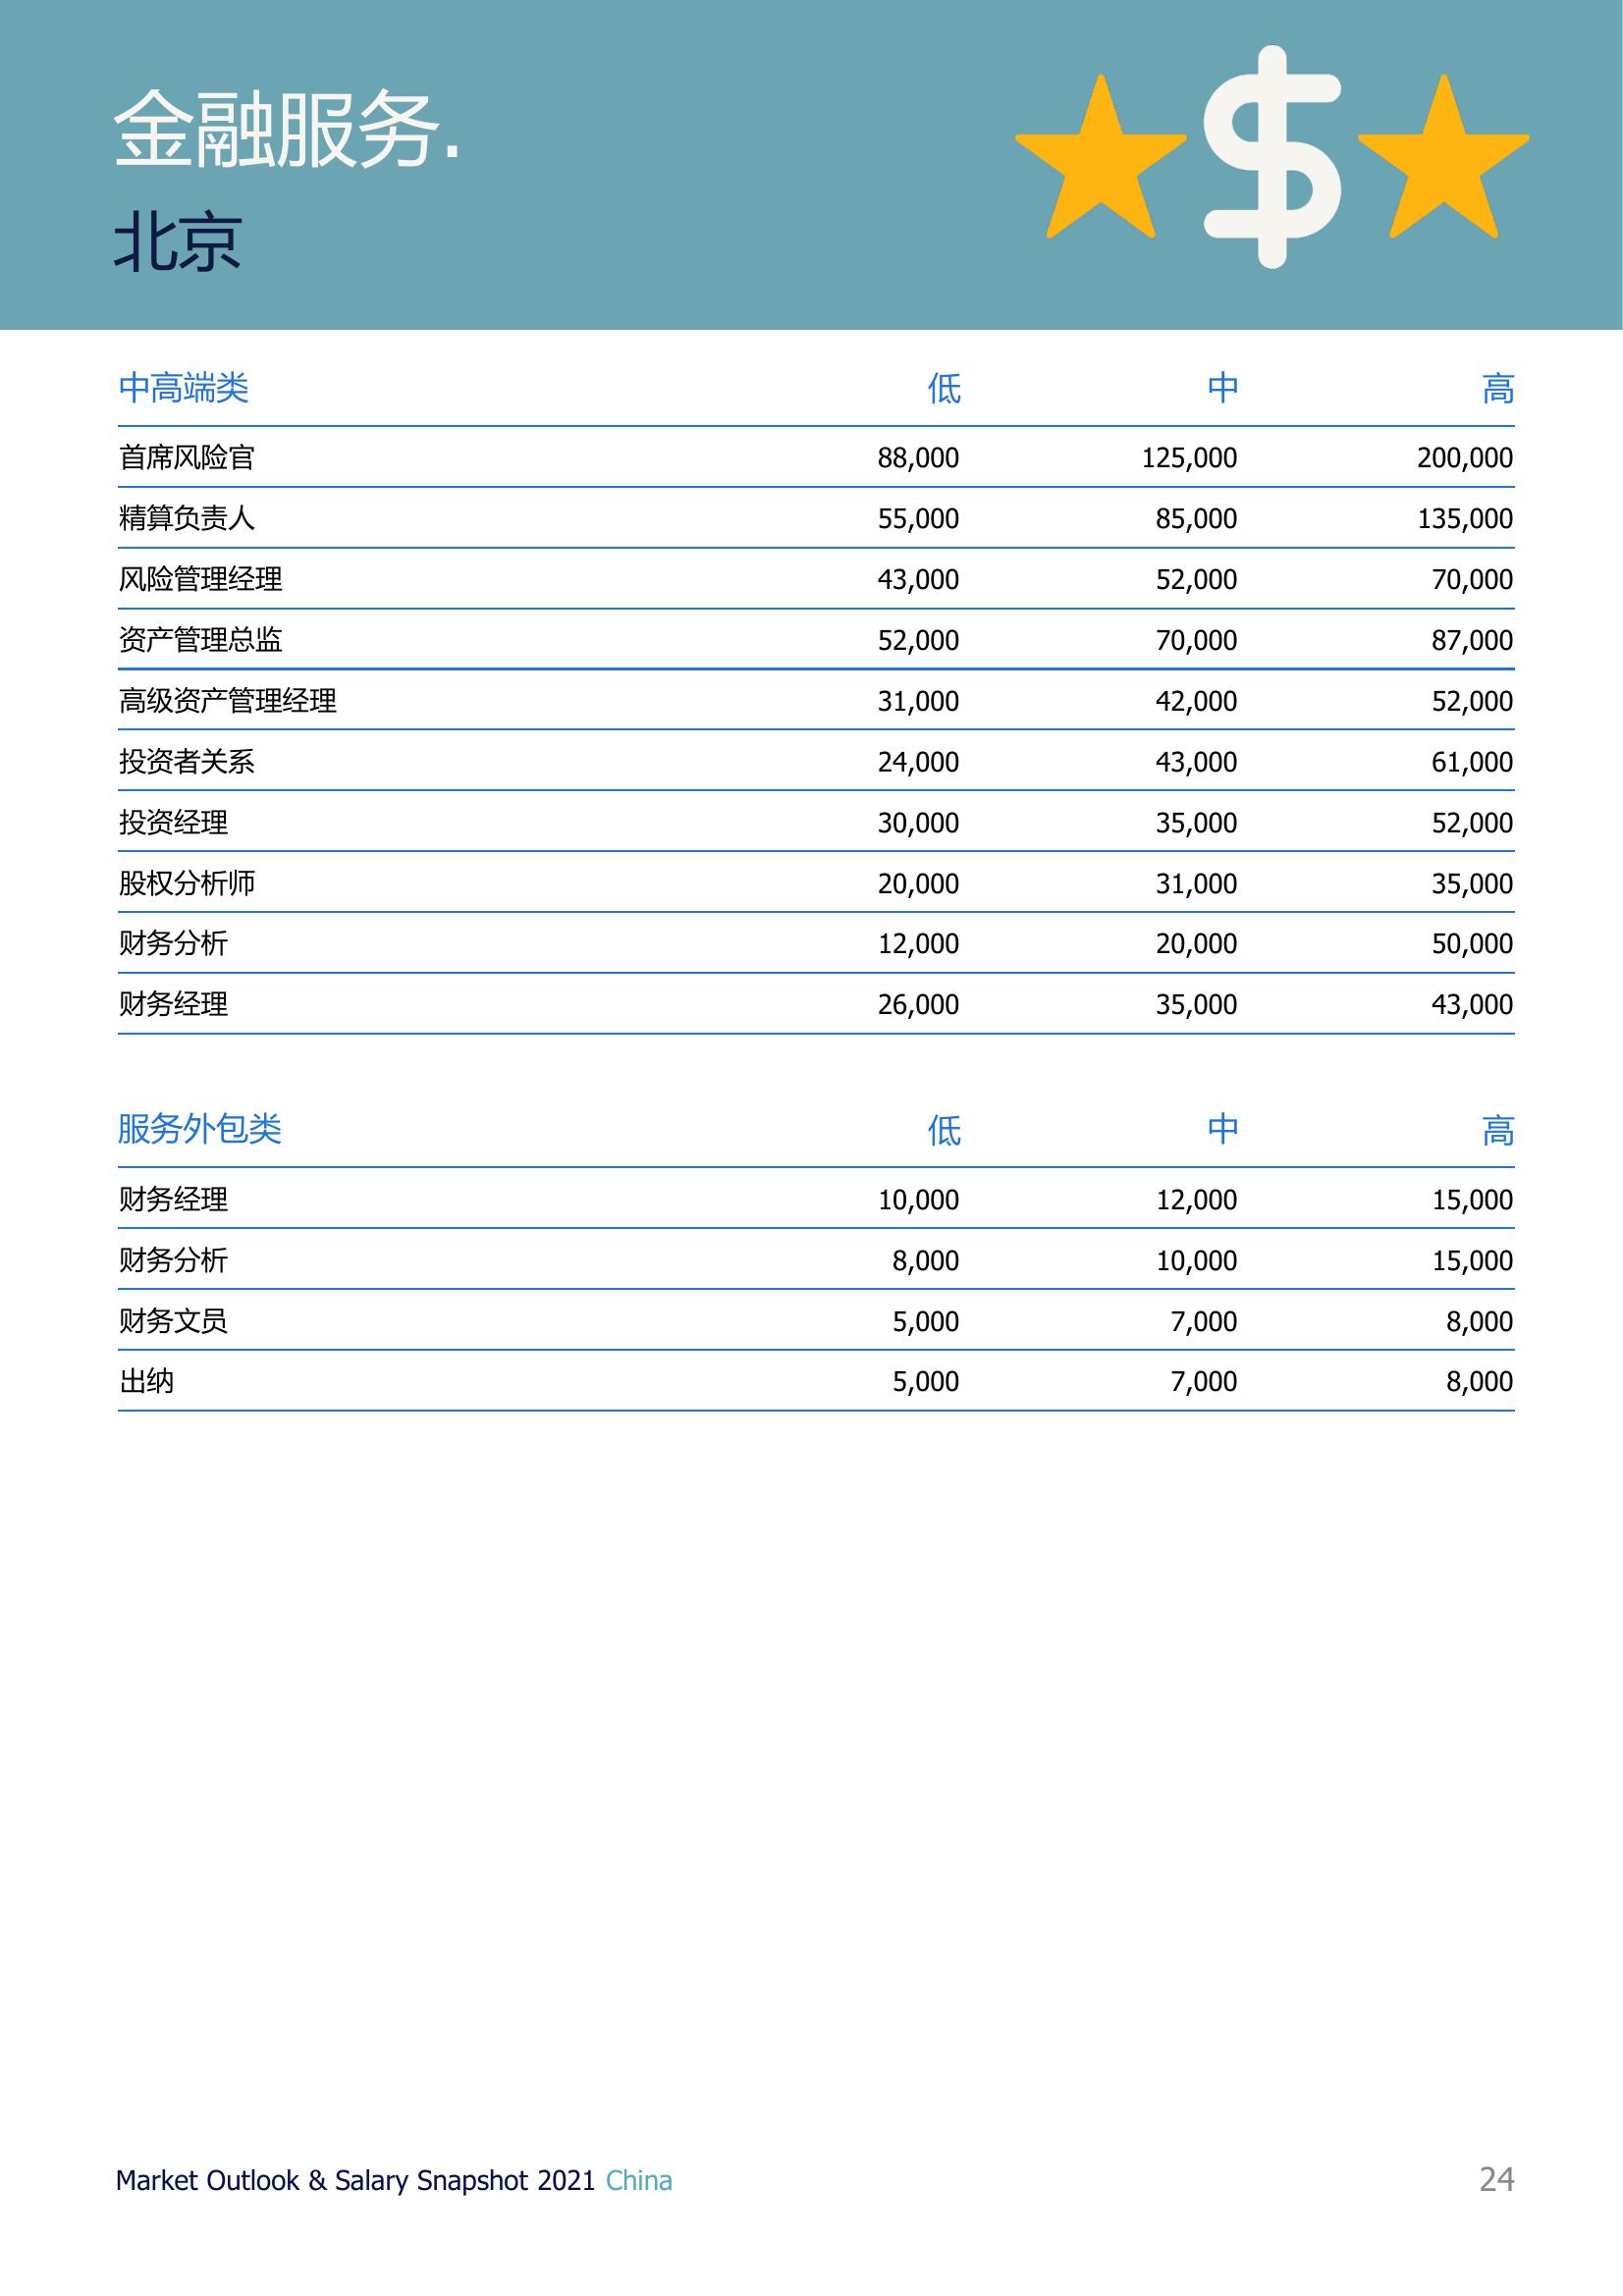 金融服务.
北京
中高端类 低 中 高
首席风险官 88,000 125,000 200,000
精算负责人 55,000 85,000 135,000
风险管理经理 43,000 52,000 70,000
资产管理总监 52,000 70,000 87,000
高级资产管理经理 31,000 42,000 52,000
投资者关系 24,000 43,000 61,000
投资经理 30,000 35,000 52,000
股权分析师 20,000 31,000 35,000
财务分析 12,000 20,000 50,000
财务经理 26,000 35,000 43,000
服务外包类 低 中 高
财务经理 10,000 12,000 15,000
财务分析 8,000 10,000 15,000
财务文员 5,000 7,000 8,000
出纳 5,000 7,000 8,000
Market Outlook & Salary Snapshot 2021 China 24